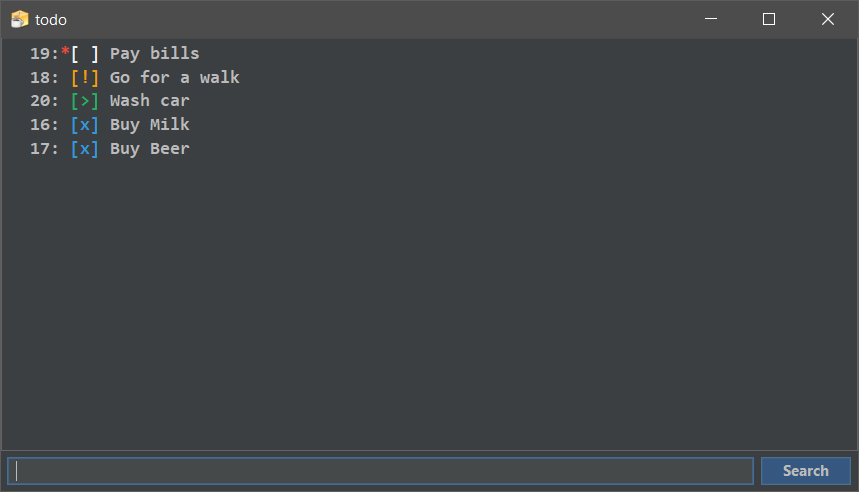 todo
19:*[ ] Pay bills
18: [!] Go for a walk
20: [>] Wash car
16: [x] Buy Milk
17: [x] Buy Beer
Search